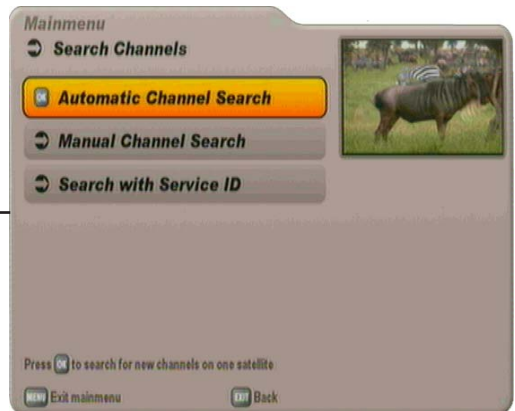 Mainmenu
Search Channels
OK Automatic Channel Search
Manual Channel Search
Search with Service ID
Press OK to search for new channels on one satellite
MENU Exit mainmenu EXIT Back